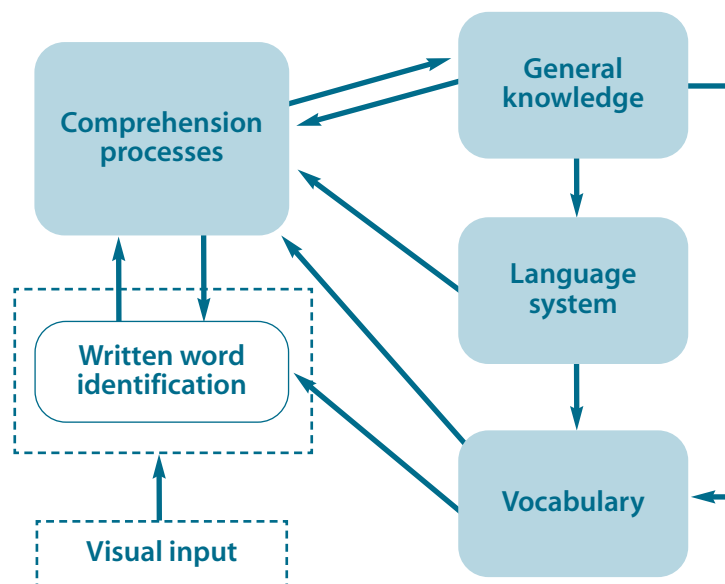 General
knowledge
Comprehension
processes
Language
system
Written word
identification
Vocabulary
Visual input